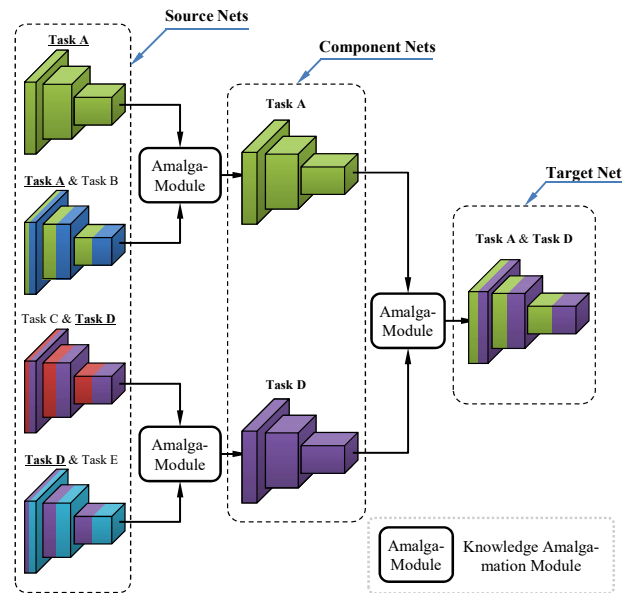 Source Nets
Component Nets
Target Net
Task A
Task A & Task B
Task C & Task D
Task D & Task E
Amalga-
Module
Amalga-
Module
Task A
Task D
Amalga-
Module
Task A & Task D
Amalga-
Module
Knowledge Amalga-
mation Module